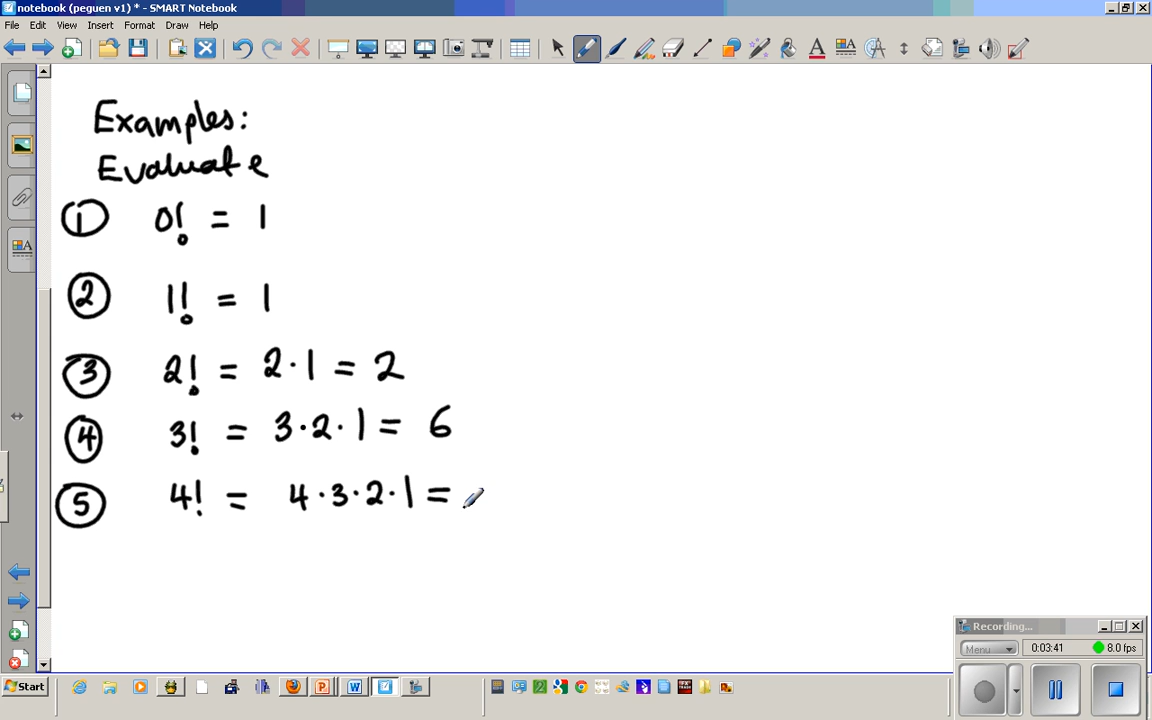 notebook (peguen v1) * - SMART Notebook
File Edit View Insert Format Draw Help
Examples:
Evaluate
① 0! = 1
② 1! = 1
③ 2! = 2·1 = 2
④ 3! = 3·2·1 = 6
⑤ 4! = 4·3·2·1 =
Recording...
Menu 0:03:41 8.0 fps
Start